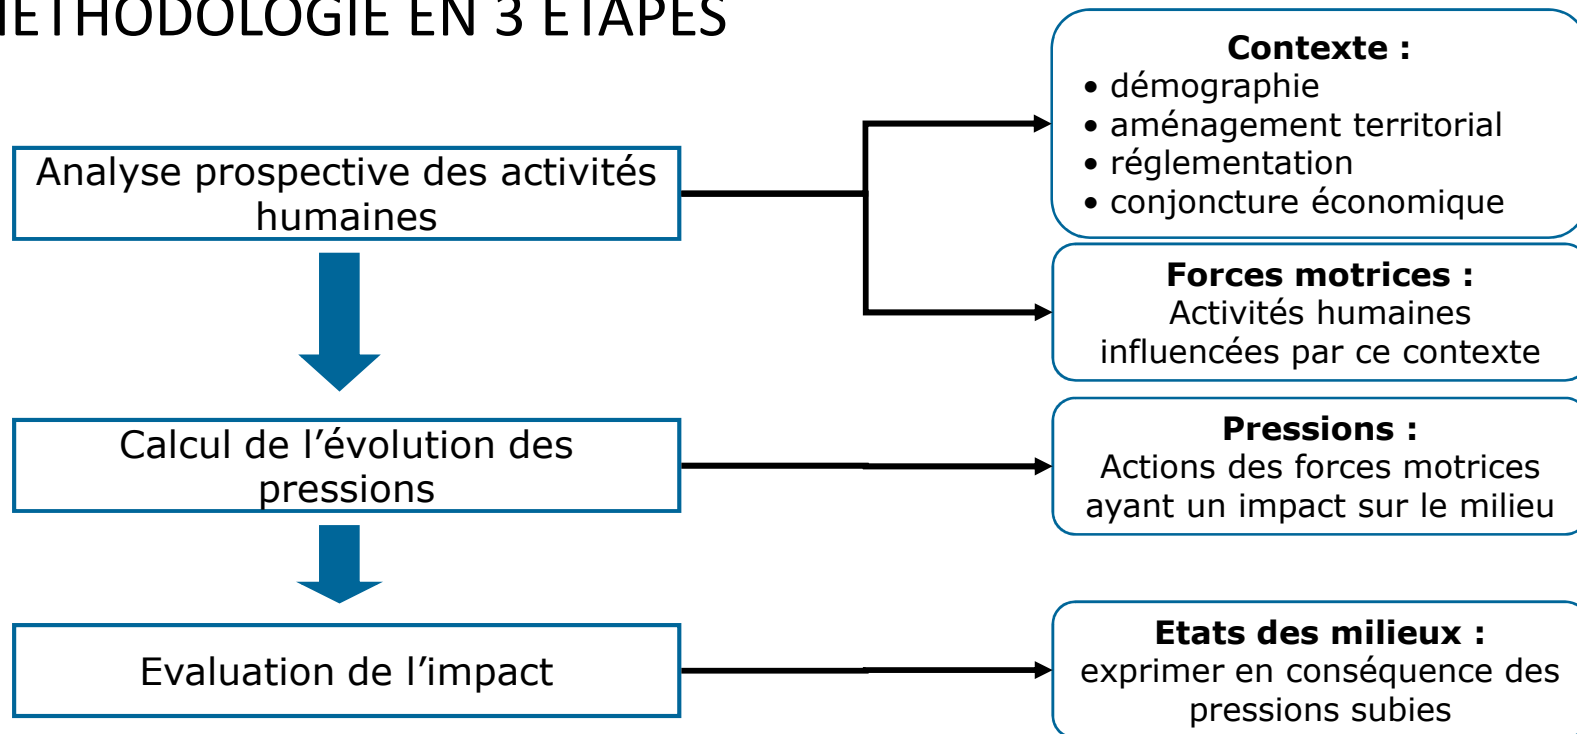 METHODOLOGIE EN 3 ETAPES
Analyse prospective des activités
humaines
Contexte :
• démographie
• aménagement territorial
• réglementation
• conjoncture économique
Forces motrices :
Activités humaines
influencées par ce contexte
Calcul de l’évolution des
pressions
Pressions :
Actions des forces motrices
ayant un impact sur le milieu
Evaluation de l’impact
Etats des milieux :
exprimer en conséquence des
pressions subies